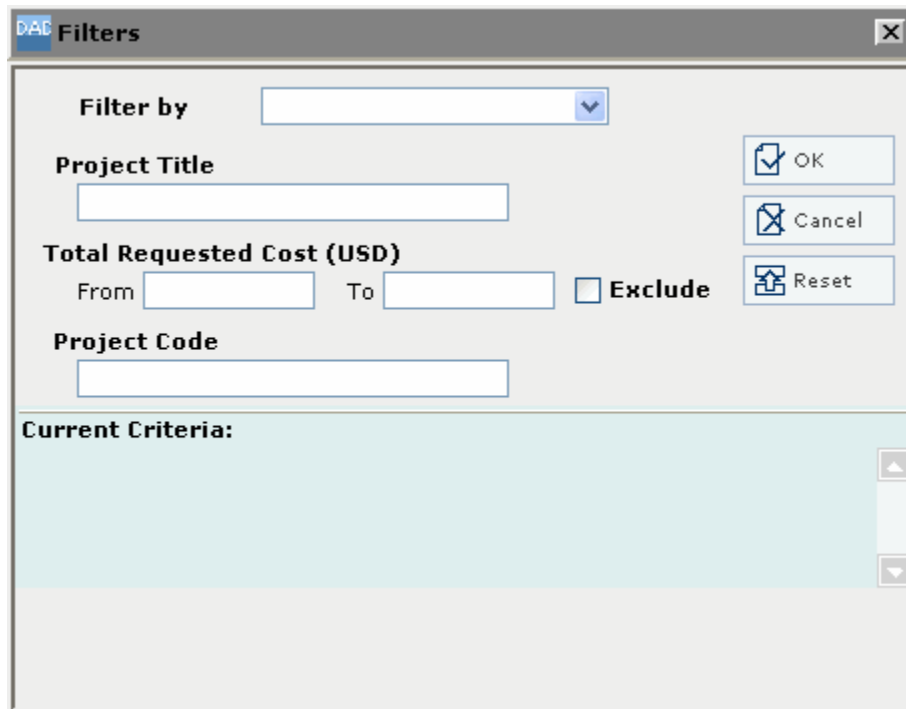 DAD Filters
Filter by
Project Title
OK
Cancel
Total Requested Cost (USD)
From To Exclude
Reset
Project Code
Current Criteria: